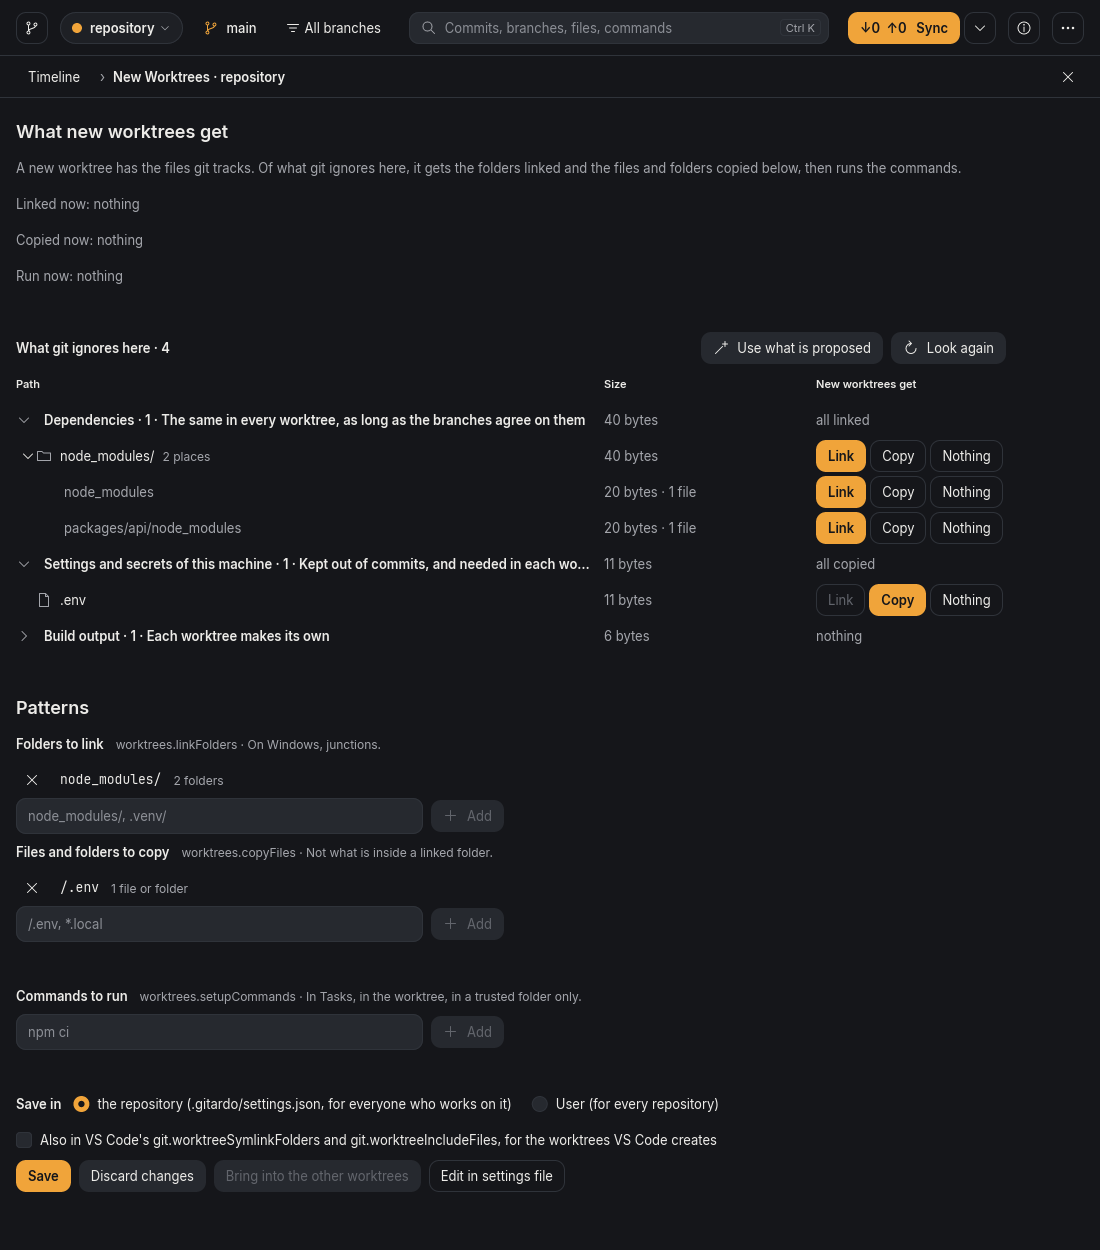 repository
main
All branches
Commits, branches, files, commands
Ctrl K
↓0 ↑0 Sync
Timeline › New Worktrees · repository
What new worktrees get
A new worktree has the files git tracks. Of what git ignores here, it gets the folders linked and the files and folders copied below, then runs the commands.
Linked now: nothing
Copied now: nothing
Run now: nothing
What git ignores here · 4
Use what is proposed
Look again
Path Size New worktrees get
Dependencies · 1 · The same in every worktree, as long as the branches agree on them 40 bytes all linked
node_modules/ 2 places 40 bytes Link Copy Nothing
node_modules 20 bytes · 1 file Link Copy Nothing
packages/api/node_modules 20 bytes · 1 file Link Copy Nothing
Settings and secrets of this machine · 1 · Kept out of commits, and needed in each wo... 11 bytes all copied
.env 11 bytes Link Copy Nothing
Build output · 1 · Each worktree makes its own 6 bytes nothing
Patterns
Folders to link worktrees.linkFolders · On Windows, junctions.
node_modules/ 2 folders
node_modules/, .venv/ Add
Files and folders to copy worktrees.copyFiles · Not what is inside a linked folder.
/.env 1 file or folder
/.env, *.local Add
Commands to run worktrees.setupCommands · In Tasks, in the worktree, in a trusted folder only.
npm ci Add
Save in the repository (.gitardo/settings.json, for everyone who works on it) User (for every repository)
Also in VS Code's git.worktreeSymlinkFolders and git.worktreeIncludeFiles, for the worktrees VS Code creates
Save Discard changes Bring into the other worktrees Edit in settings file